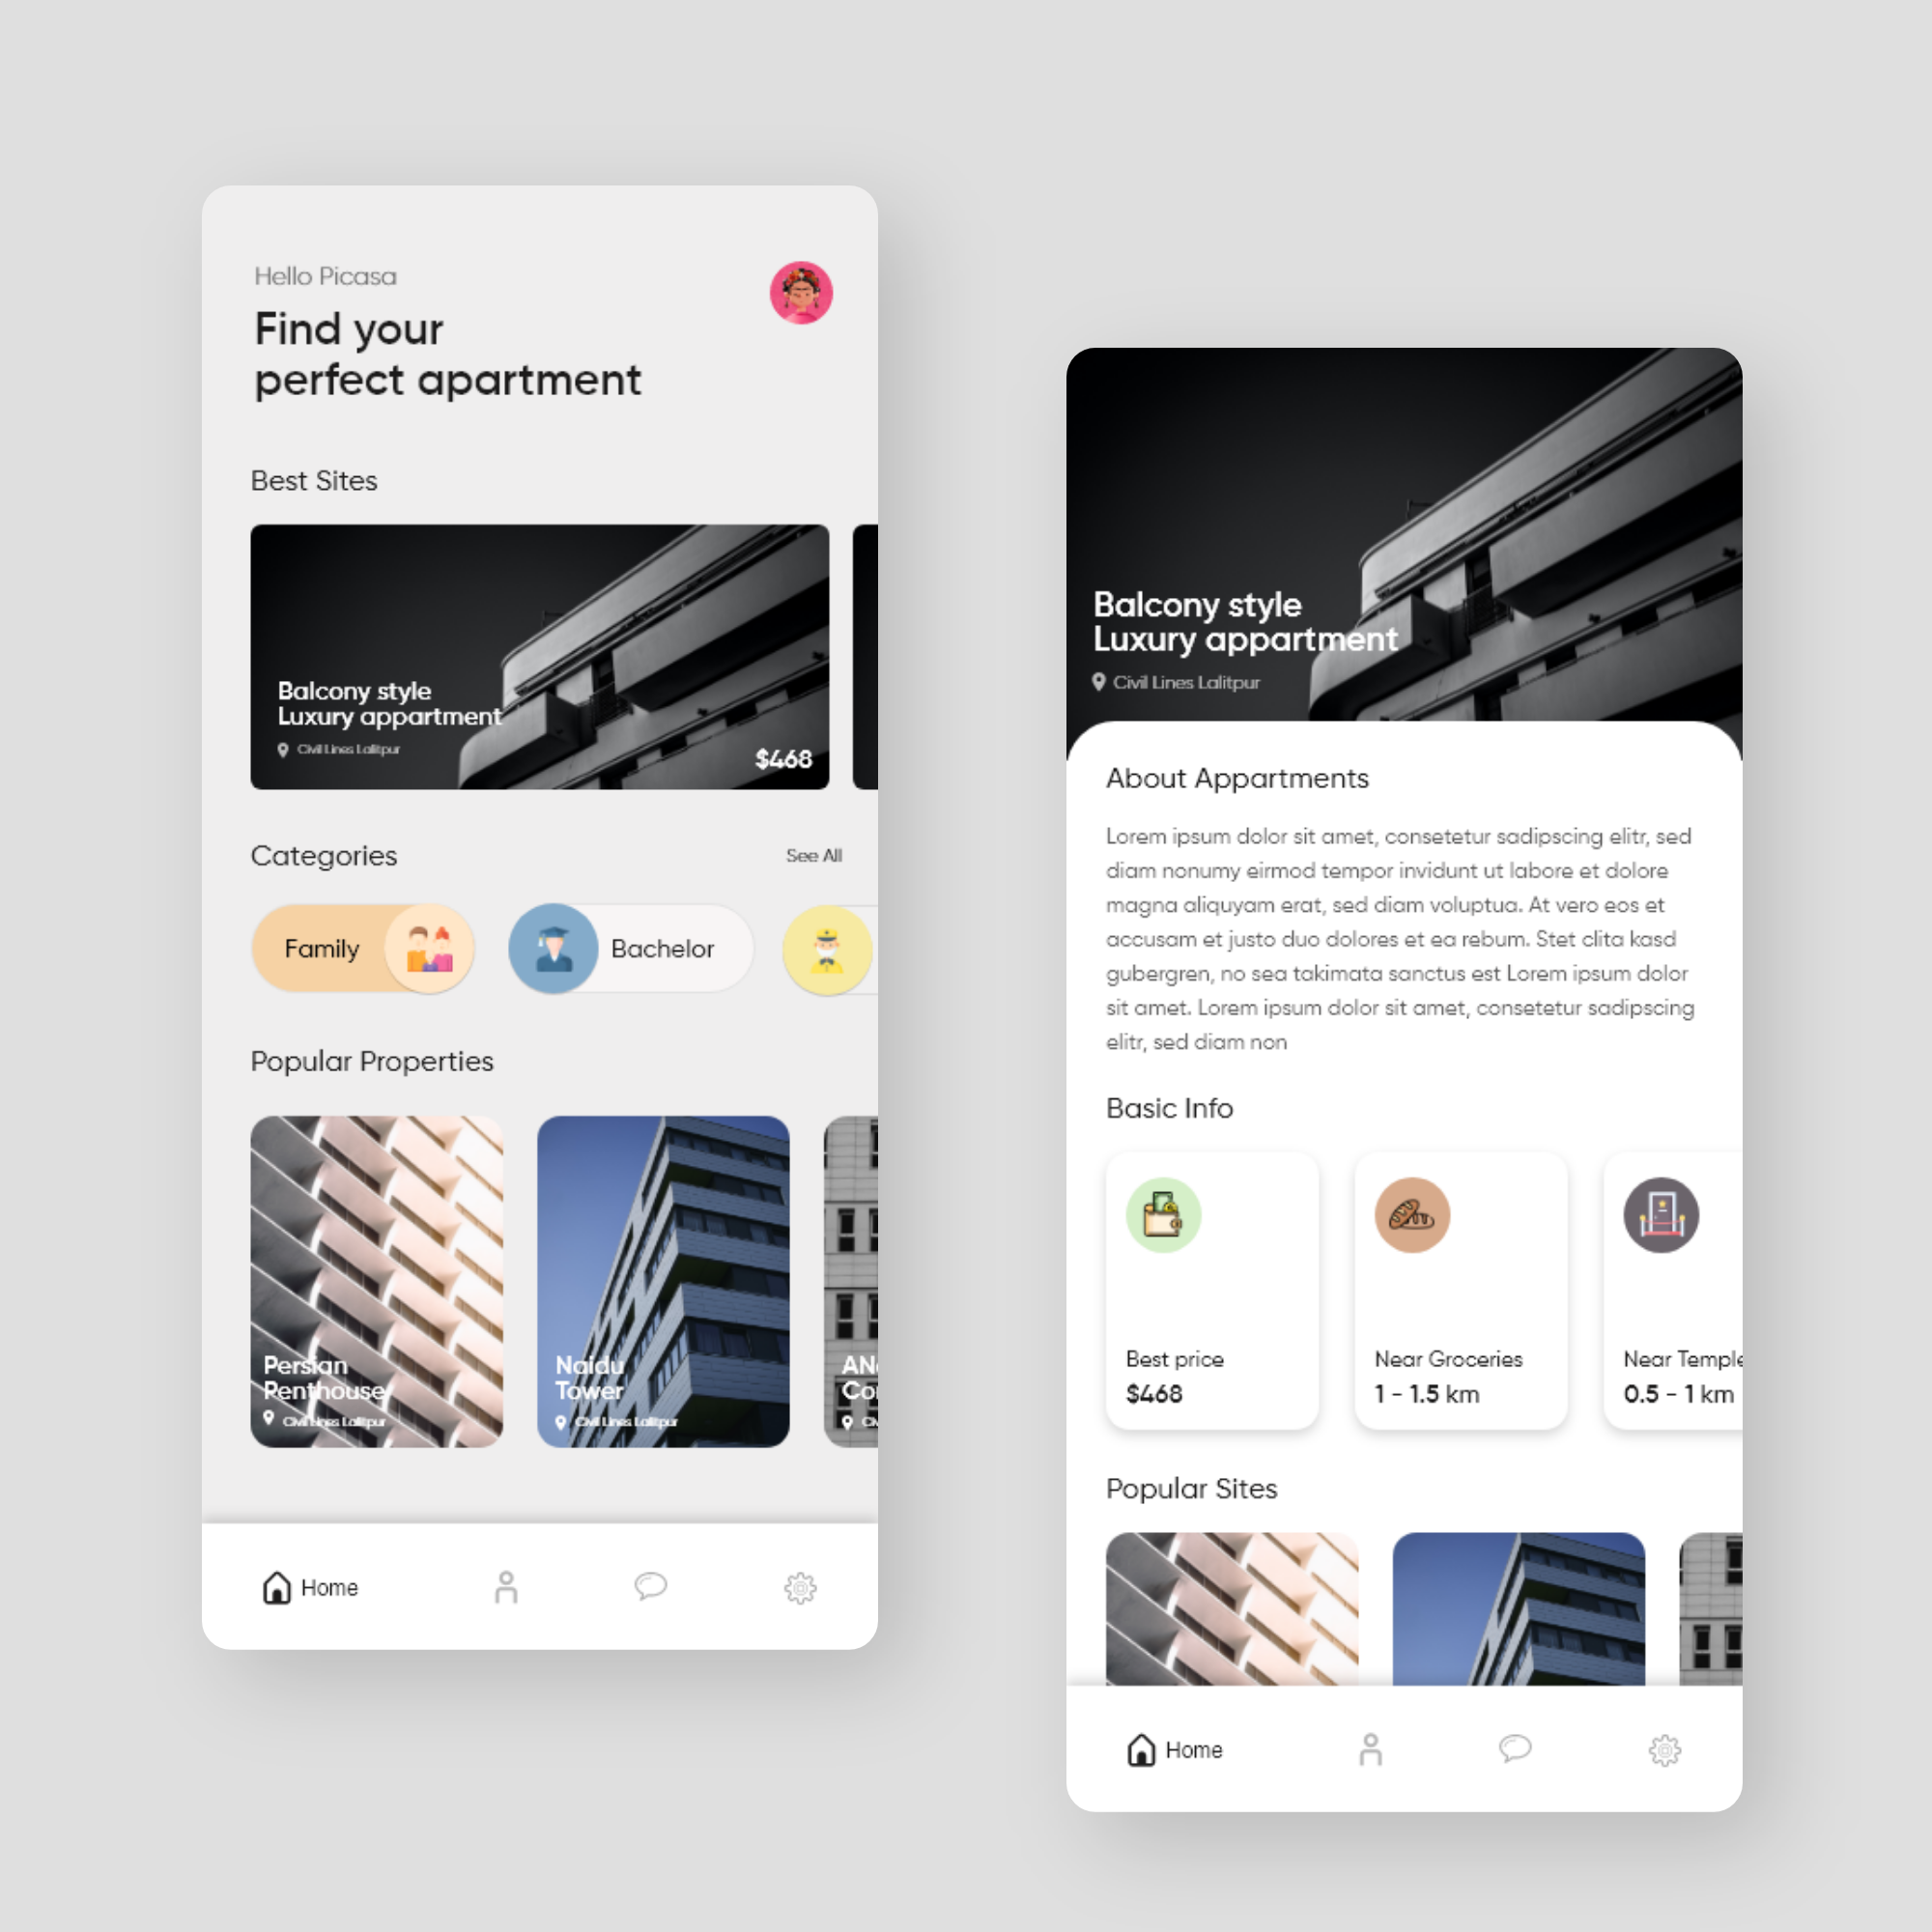 Hello Picasa
Find your
perfect apartment
Best Sites
Balcony style
Luxury appartment
Civil Lines Lalitpur
$468
Categories
See All
Family
Bachelor
Popular Properties
Persian
Penthouse
Civil Lines Lalitpur
Naidu
Tower
Civil Lines Lalitpur
Home
Balcony style
Luxury appartment
Civil Lines Lalitpur
About Appartments
Lorem ipsum dolor sit amet, consetetur sadipscing elitr, sed
diam nonumy eirmod tempor invidunt ut labore et dolore
magna aliquyam erat, sed diam voluptua. At vero eos et
accusam et justo duo dolores et ea rebum. Stet clita kasd
gubergren, no sea takimata sanctus est Lorem ipsum dolor
sit amet. Lorem ipsum dolor sit amet, consetetur sadipscing
elitr, sed diam non
Basic Info
Best price
$468
Near Groceries
1 - 1.5 km
Near Temple
0.5 - 1 km
Popular Sites
Home